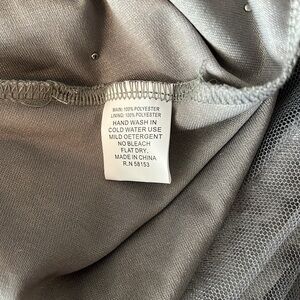 MAIN: 100% POLYESTER
LINING: 100% POLYESTER
HAND WASH IN
COLD WATER USE
MILD DETERGENT
NO BLEACH
FLAT DRY.
MADE IN CHINA
R.N 58153